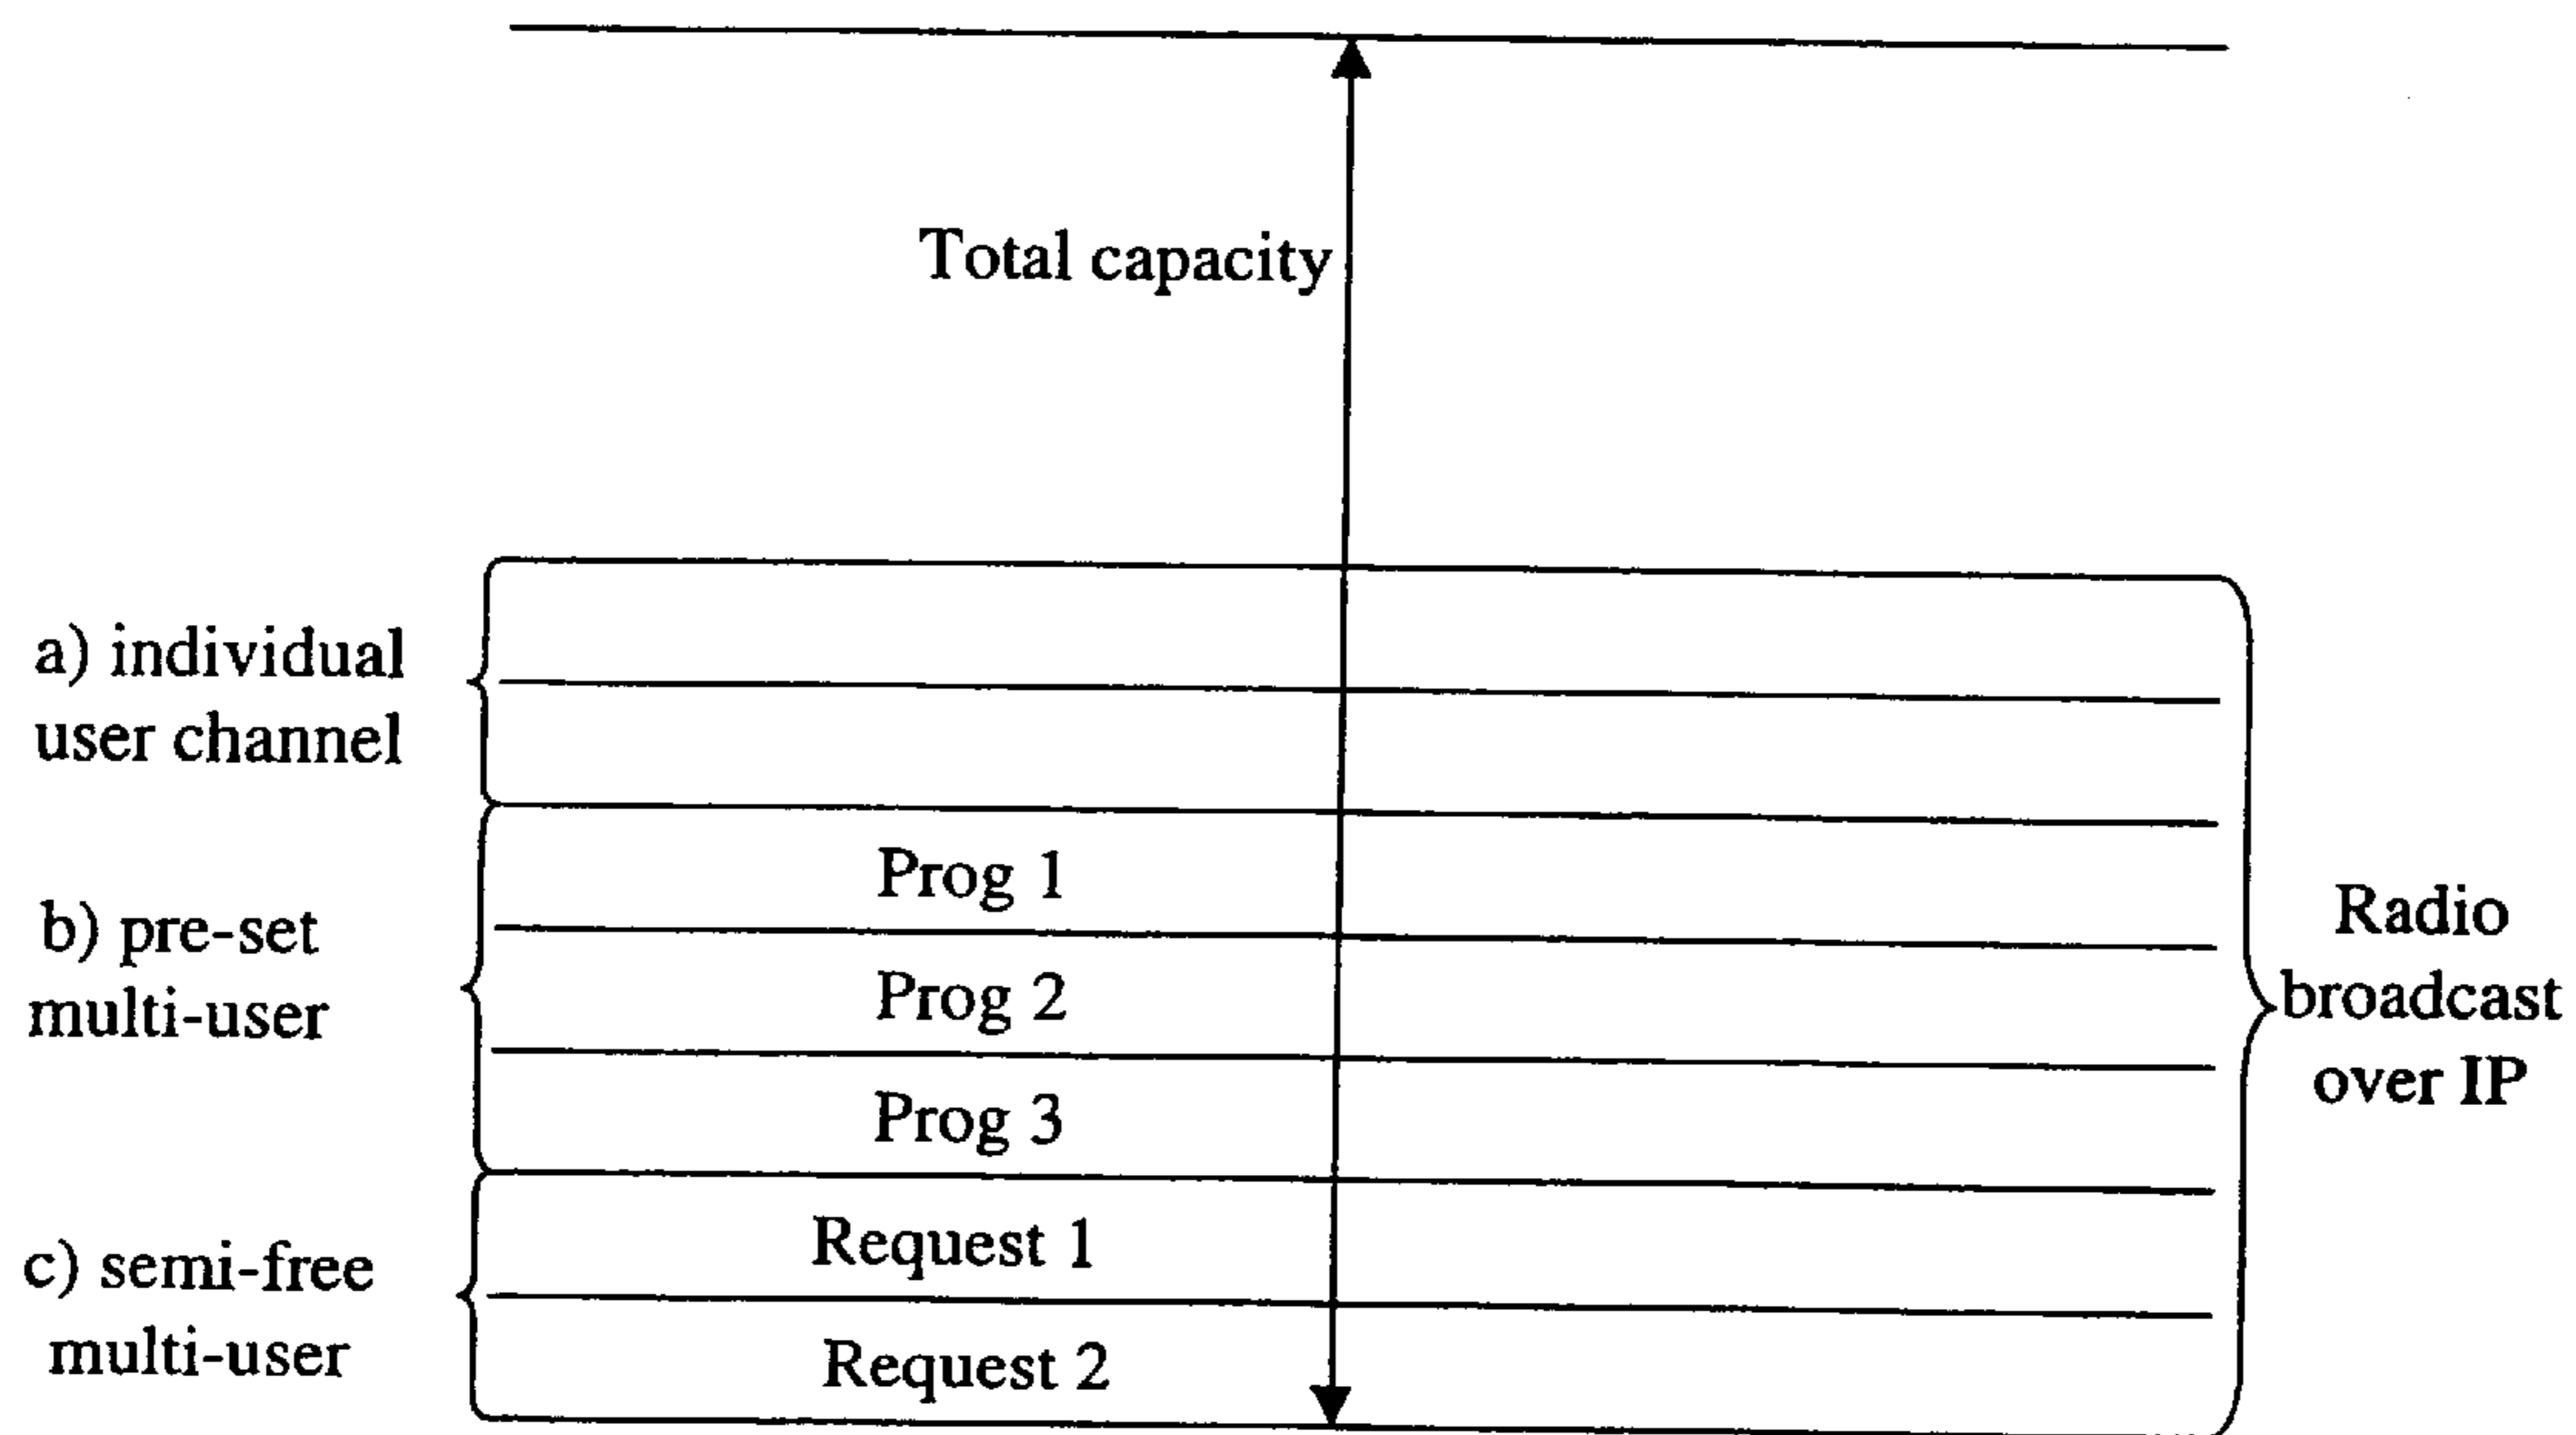 Total capacity
a) individual
user channel
Prog 1
b) pre-set
multi-user
Prog 2
Prog 3
Radio
broadcast
over IP
Request 1
c) semi-free
multi-user
Request 2